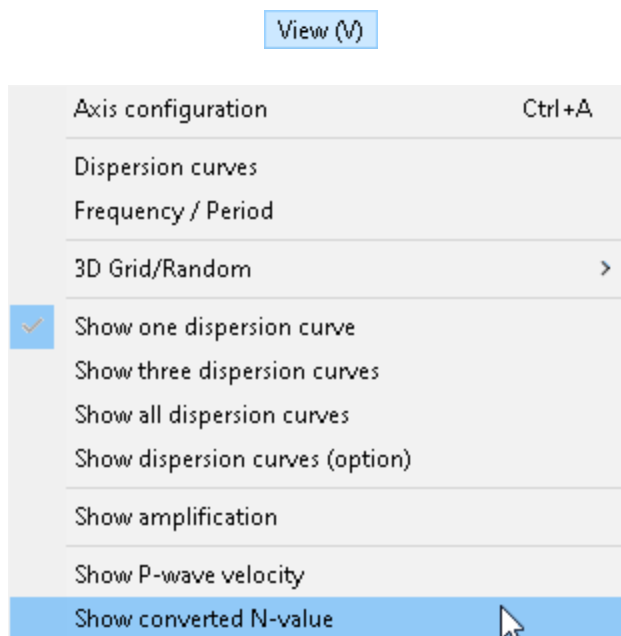 View (V)
Axis configuration Ctrl+A
Dispersion curves
Frequency / Period
3D Grid/Random
Show one dispersion curve
Show three dispersion curves
Show all dispersion curves
Show dispersion curves (option)
Show amplification
Show P-wave velocity
Show converted N-value